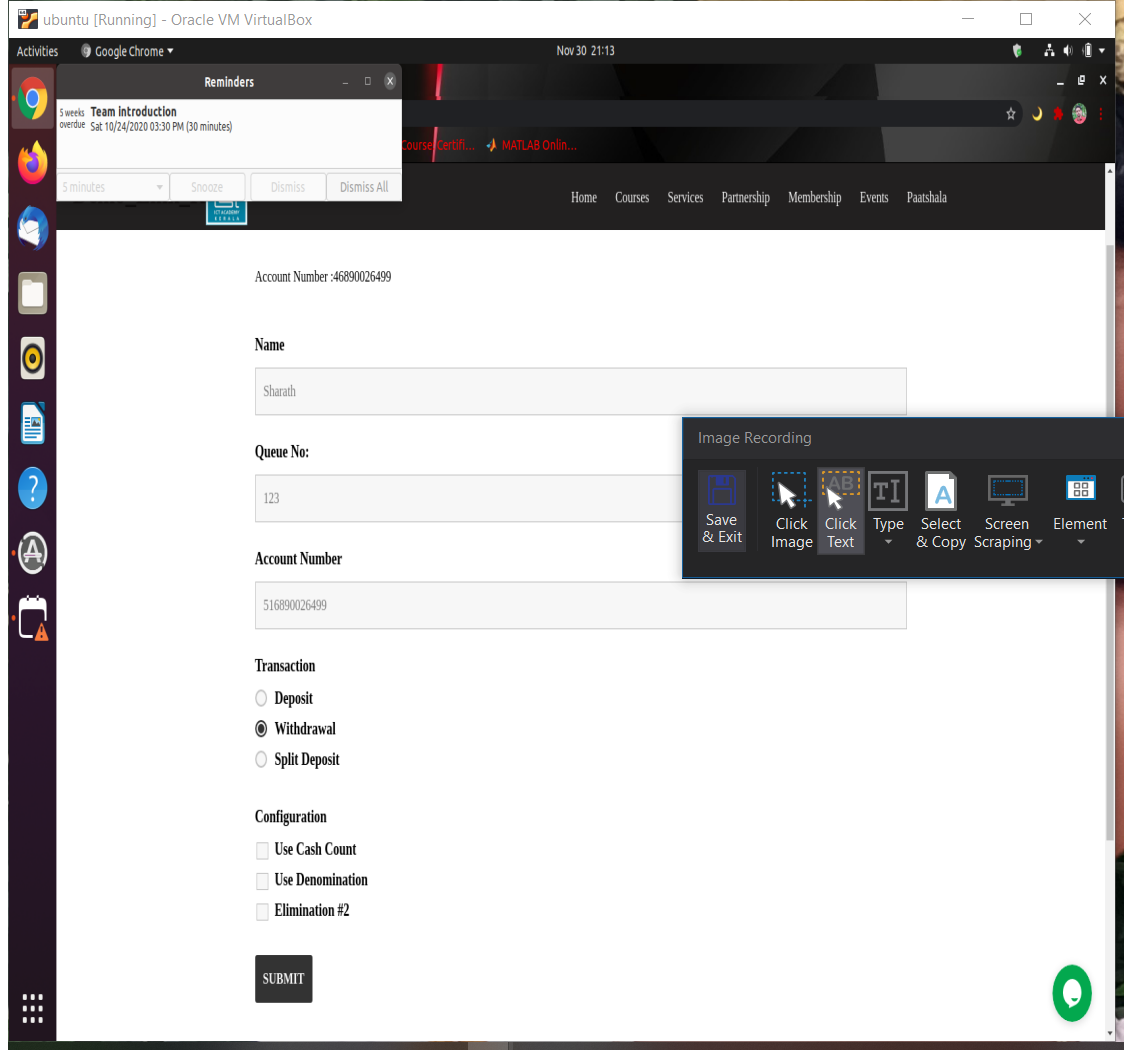 ubuntu [Running] - Oracle VM VirtualBox
Activities Google Chrome Nov 30 21:13
Reminders
5 weeks overdue Team introduction
Sat 10/24/2020 03:30 PM (30 minutes)
5 minutes Snooze Dismiss Dismiss All
Course Certifi... MATLAB Onlin...
ICT ACADEMY
KERALA
Home Courses Services Partnership Membership Events Paatshala
Account Number :46890026499
Name
Sharath
Queue No:
123
Account Number
516890026499
Transaction
Deposit
Withdrawal
Split Deposit
Configuration
Use Cash Count
Use Denomination
Elimination #2
SUBMIT
Image Recording
Save & Exit
Click Image
AB
Click Text
Type
Select & Copy
Screen Scraping
Element